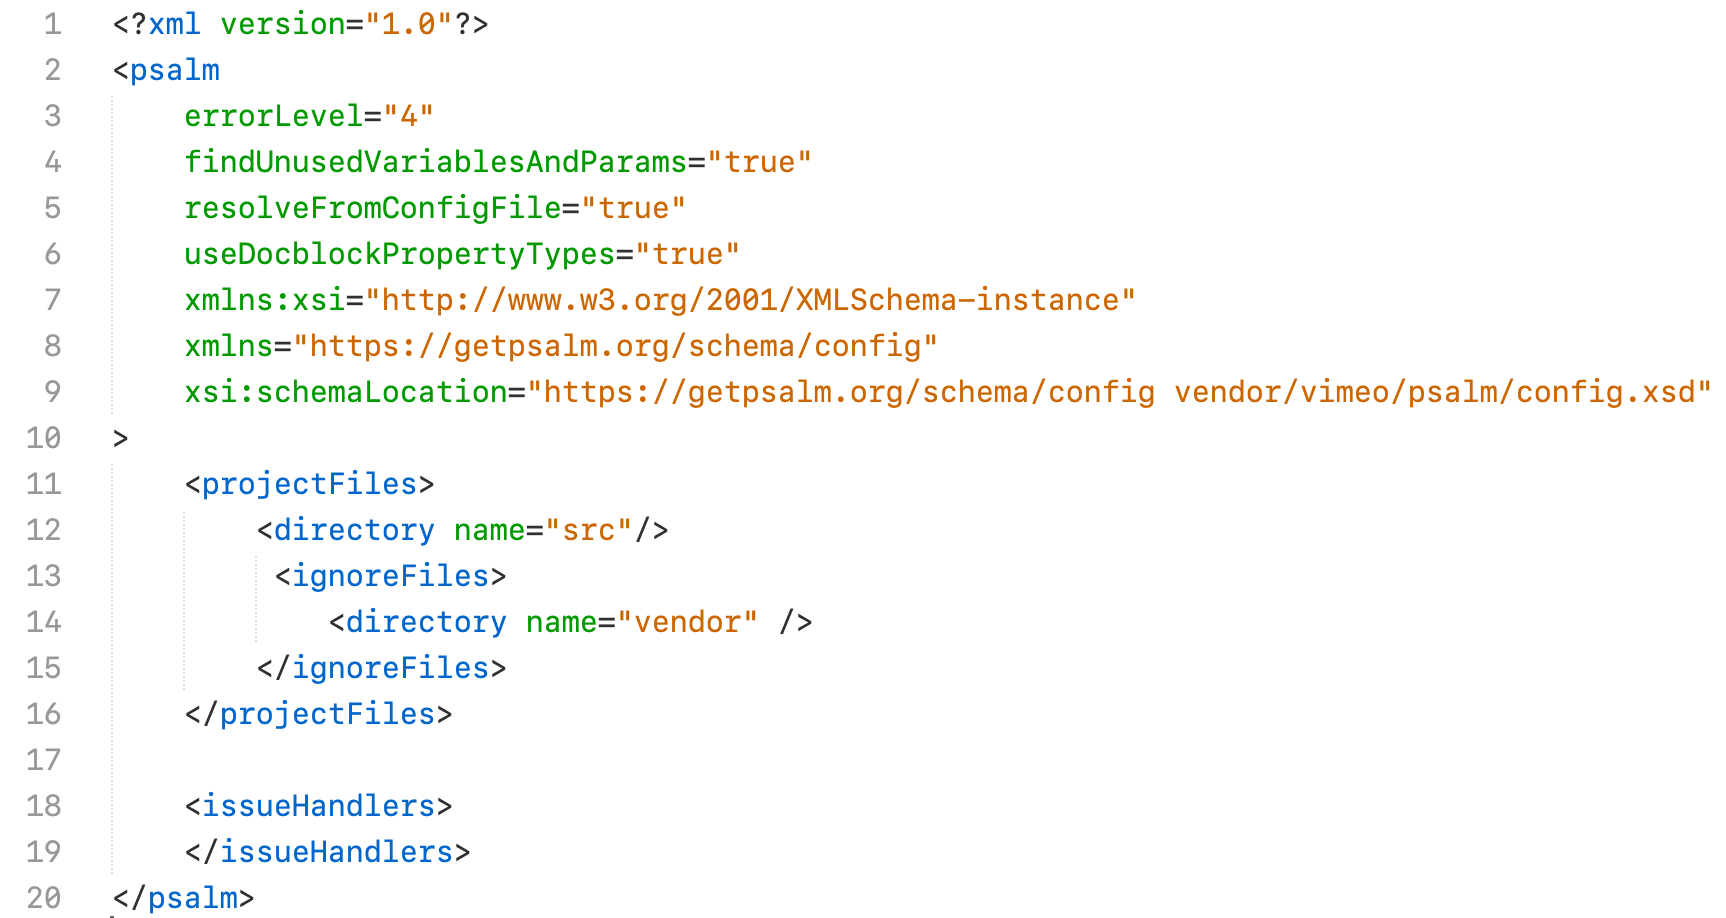 1 <?xml version="1.0"?>
2 <psalm
3     errorLevel="4"
4     findUnusedVariablesAndParams="true"
5     resolveFromConfigFile="true"
6     useDocblockPropertyTypes="true"
7     xmlns:xsi="http://www.w3.org/2001/XMLSchema-instance"
8     xmlns="https://getpsalm.org/schema/config"
9     xsi:schemaLocation="https://getpsalm.org/schema/config vendor/vimeo/psalm/config.xsd"
10 >
11     <projectFiles>
12         <directory name="src"/>
13          <ignoreFiles>
14             <directory name="vendor" />
15         </ignoreFiles>
16     </projectFiles>
17
18     <issueHandlers>
19     </issueHandlers>
20 </psalm>